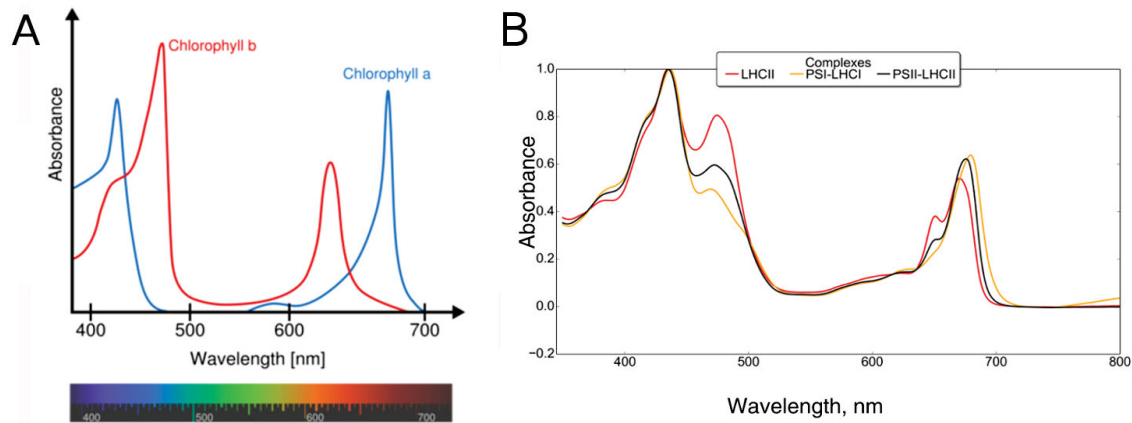 A
Chlorophyll b
Chlorophyll a
Absorbance
400 500 600 700
Wavelength [nm]
400 500 600 700
B
Complexes
LHCII PSI-LHCI PSII-LHCII
1.0
0.8
0.6
0.4
0.2
0.0
−0.2
Absorbance
400 500 600 700 800
Wavelength, nm